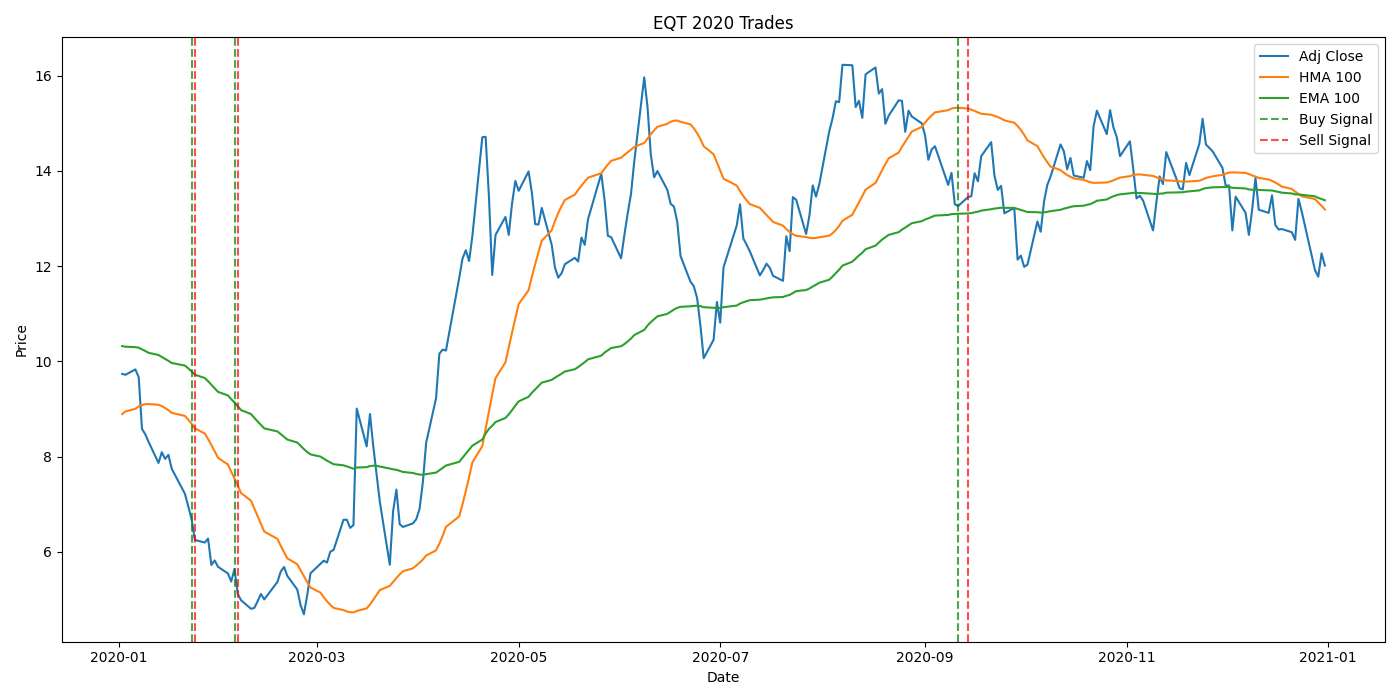 EQT 2020 Trades
Adj Close
HMA 100
EMA 100
Buy Signal
Sell Signal
Price
16
14
12
10
8
6
2020-01
2020-03
2020-05
2020-07
2020-09
2020-11
2021-01
Date